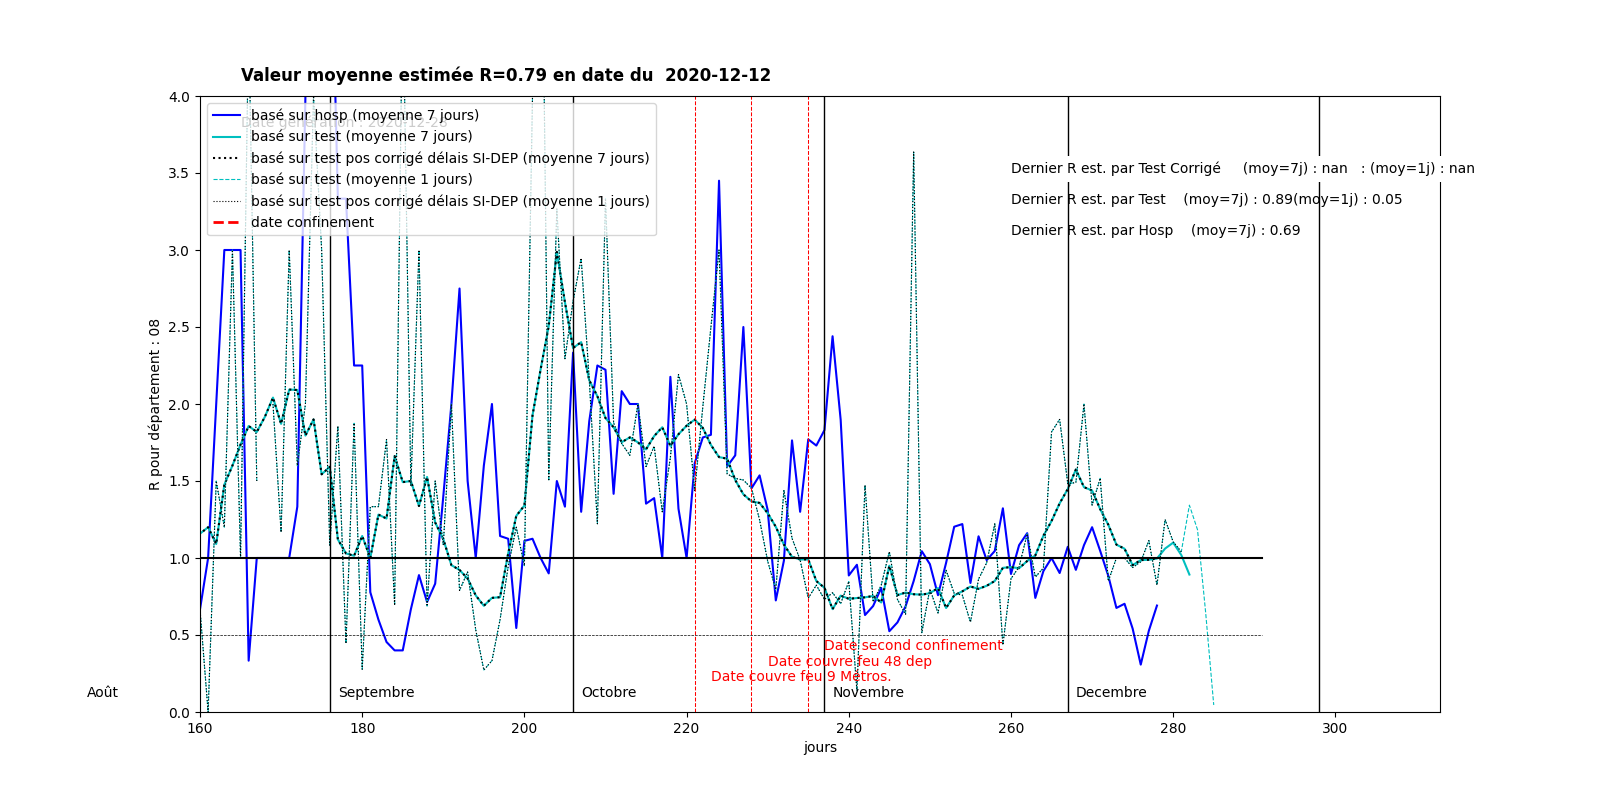 Valeur moyenne estimée R=0.79 en date du  2020-12-12
basé sur hosp (moyenne 7 jours)
Date génération : 2020-12-28
basé sur test (moyenne 7 jours)
basé sur test pos corrigé délais SI-DEP (moyenne 7 jours)
basé sur test (moyenne 1 jours)
basé sur test pos corrigé délais SI-DEP (moyenne 1 jours)
date confinement
Dernier R est. par Test Corrigé (moy=7j) : nan : (moy=1j) : nan
Dernier R est. par Test (moy=7j) : 0.89(moy=1j) : 0.05
Dernier R est. par Hosp (moy=7j) : 0.69
4.0
3.5
3.0
2.5
2.0
1.5
1.0
0.5
0.0
R pour département : 08
Date second confinement
Date couvre feu 48 dep
Date couvre feu 9 Métros.
Août Septembre Octobre Novembre Decembre
160 180 200 220 240 260 280 300
jours